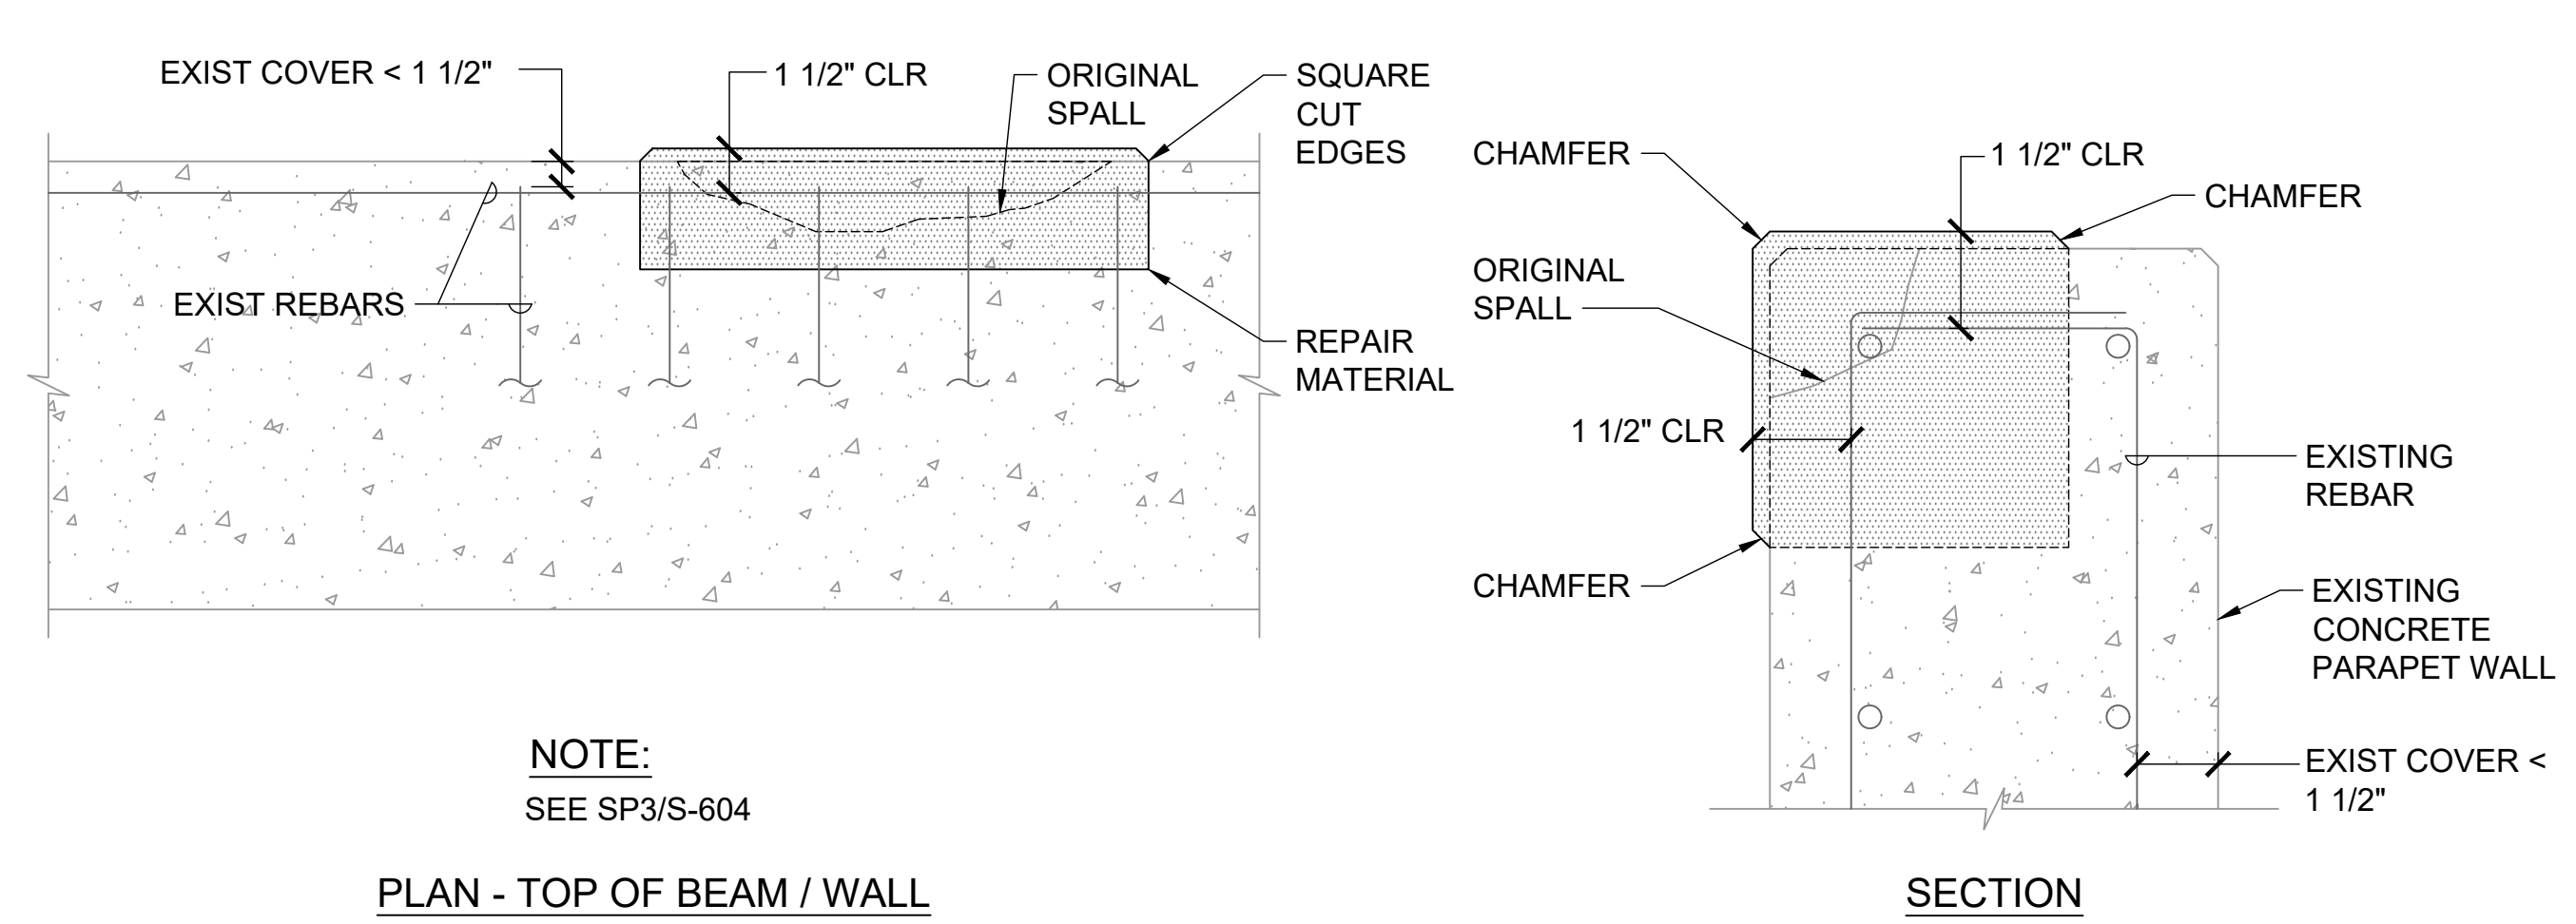 EXIST COVER < 1 1/2"
1 1/2" CLR
ORIGINAL
SPALL
SQUARE
CUT
EDGES
EXIST REBARS
REPAIR
MATERIAL
NOTE:
SEE SP3/S-604
PLAN - TOP OF BEAM / WALL
CHAMFER
1 1/2" CLR
CHAMFER
ORIGINAL
SPALL
1 1/2" CLR
CHAMFER
EXISTING
REBAR
EXISTING
CONCRETE
PARAPET WALL
EXIST COVER <
1 1/2"
SECTION